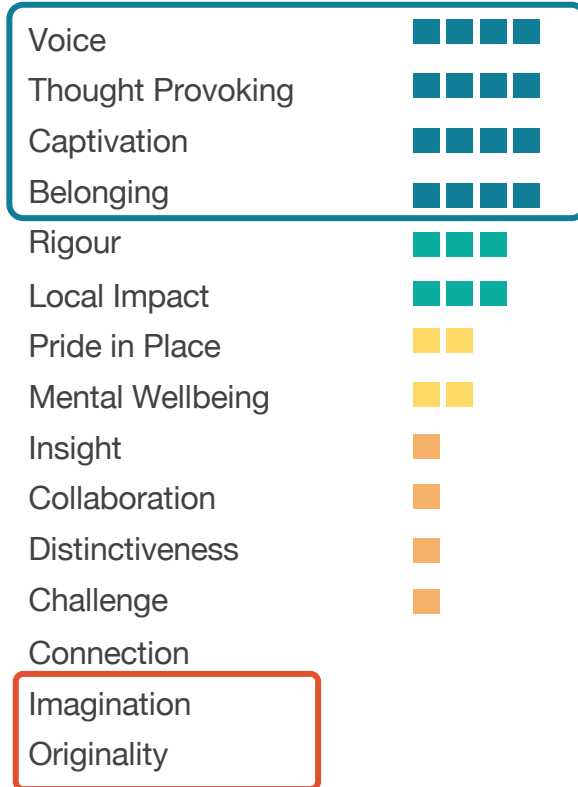 Voice
Thought Provoking
Captivation
Belonging
Rigour
Local Impact
Pride in Place
Mental Wellbeing
Insight
Collaboration
Distinctiveness
Challenge
Connection
Imagination
Originality